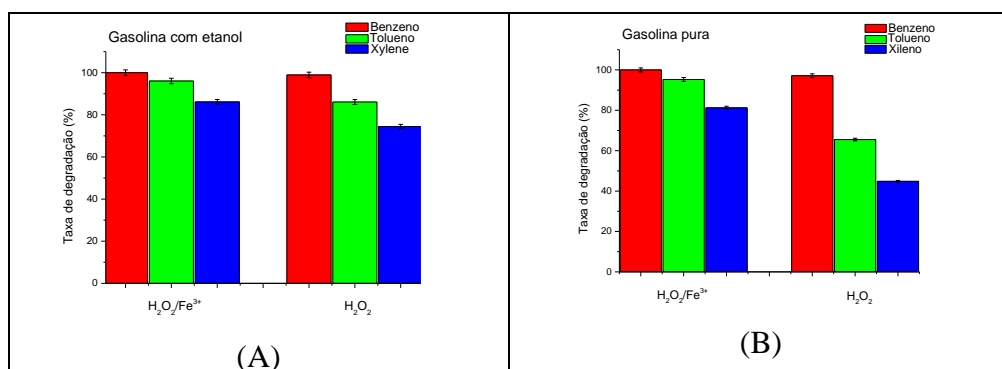 Gasolina com etanol
Benzeno
Tolueno
Xylene
Taxa de degradação (%)
100
80
60
40
20
0
H₂O₂/Fe³⁺
H₂O₂
(A)
Gasolina pura
Benzeno
Tolueno
Xileno
Taxa de degradação (%)
100
80
60
40
20
0
H₂O₂/Fe³⁺
H₂O₂
(B)